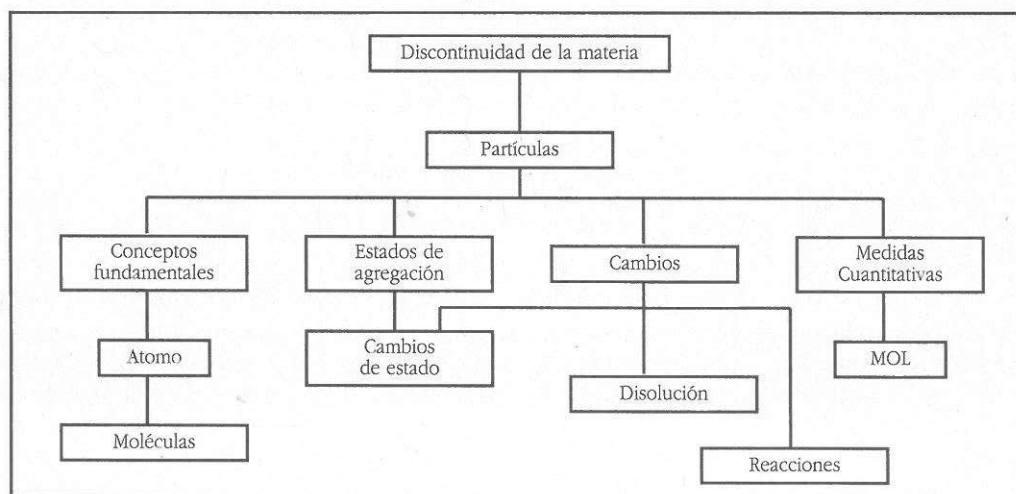 Discontinuidad de la materia
Partículas
Conceptos
fundamentales
Estados de
agregación
Cambios
Medidas
Cuantitativas
Atomo
Cambios
de estado
MOL
Disolución
Moléculas
Reacciones